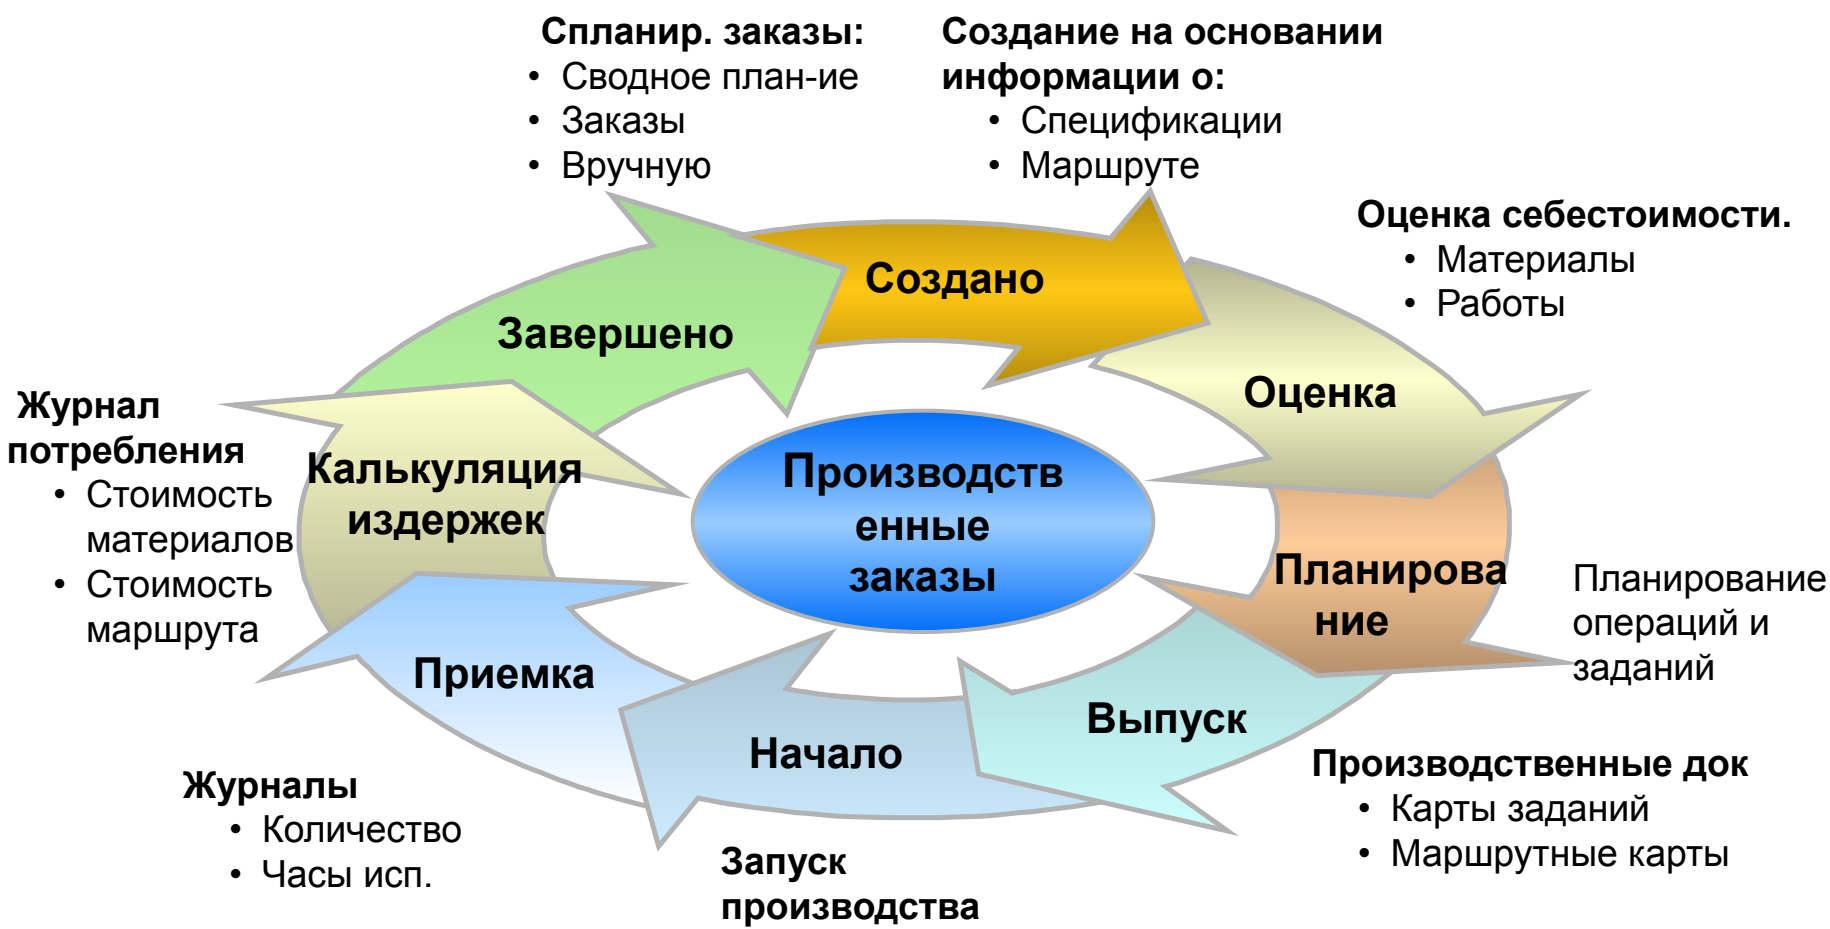 Спланир. заказы:
• Сводное план-ие
• Заказы
• Вручную
Создание на основании
информации о:
• Спецификации
• Маршруте
Оценка себестоимости.
• Материалы
• Работы
Создано
Завершено
Оценка
Журнал
потребления
• Стоимость
материалов
• Стоимость
маршрута
Калькуляция
издержек
Производств
енные
заказы
Планирова
ние
Планирование
операций и
заданий
Приемка
Начало
Выпуск
Производственные док
• Карты заданий
• Маршрутные карты
Журналы
• Количество
• Часы исп.
Запуск
производства